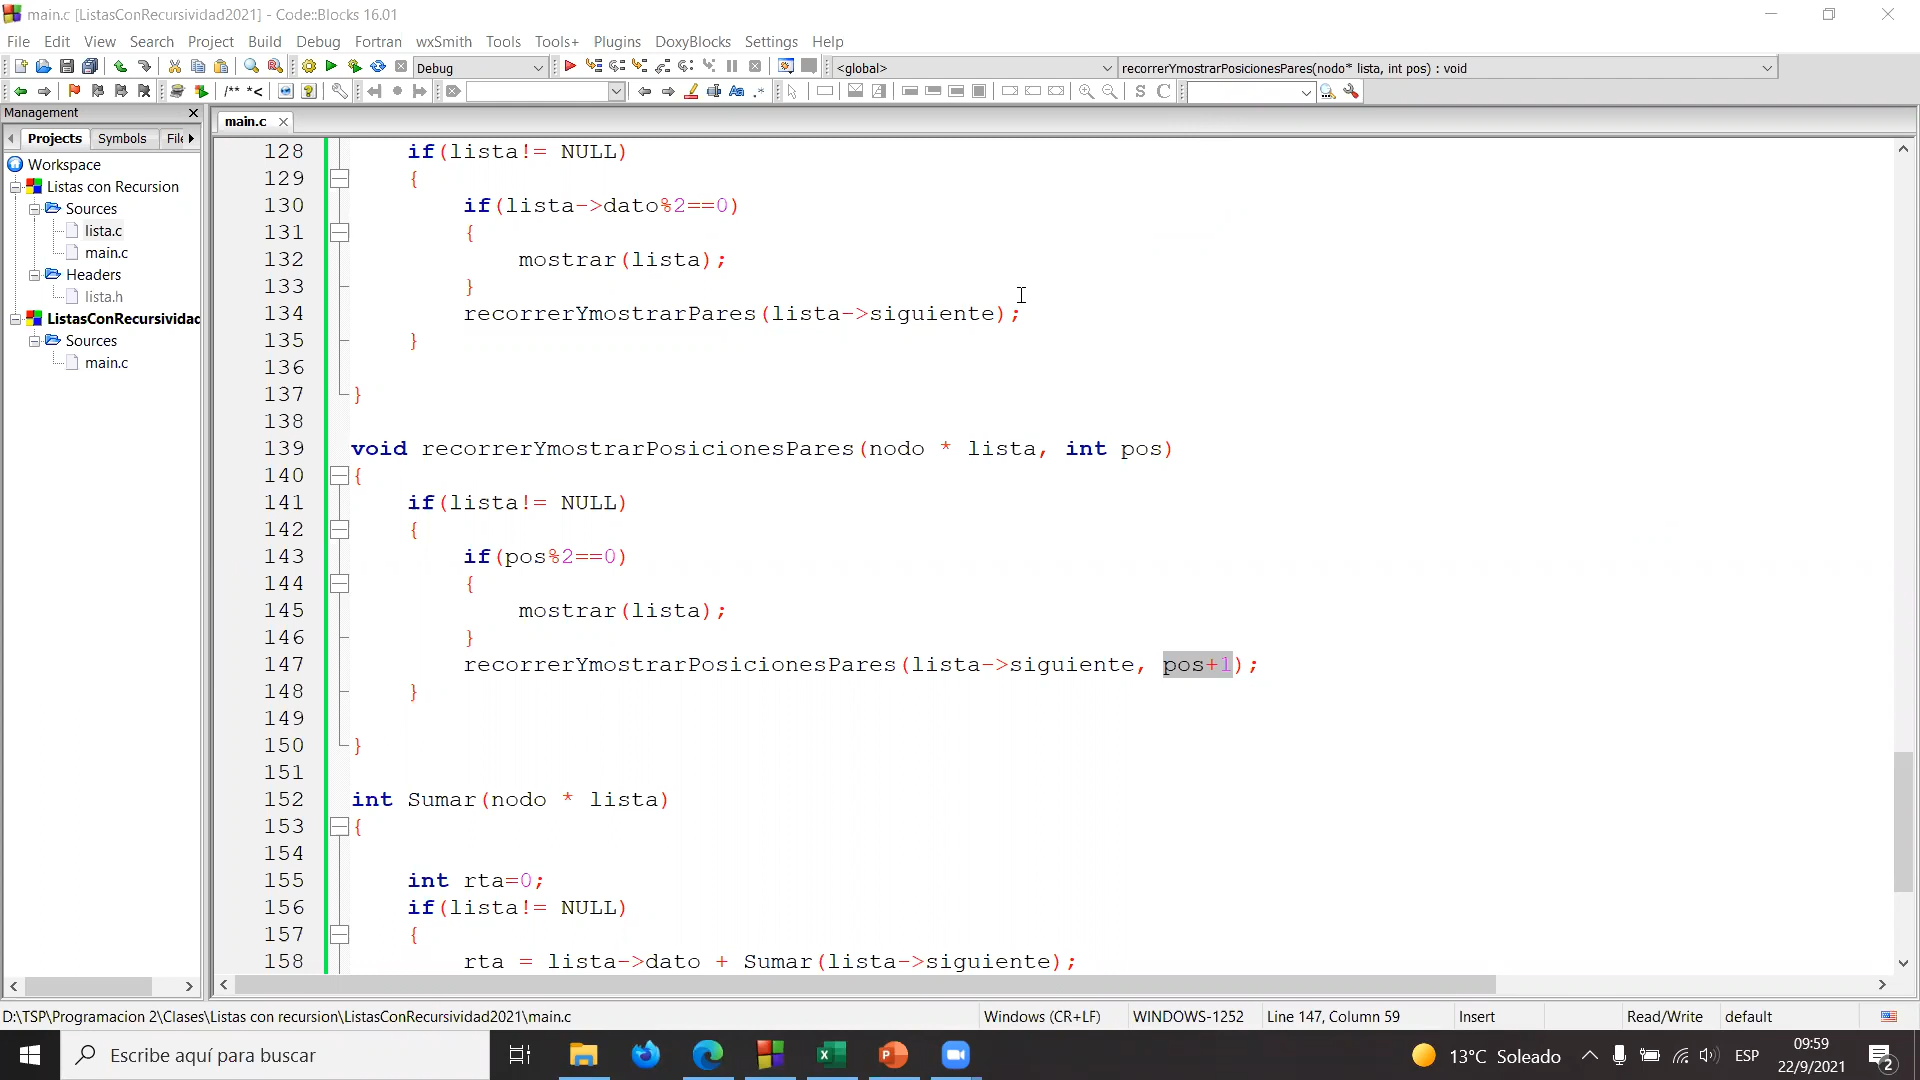 main.c [ListasConRecursividad2021] - Code::Blocks 16.01
File Edit View Search Project Build Debug Fortran wxSmith Tools Tools+ Plugins DoxyBlocks Settings Help
Debug <global> recorrerYmostrarPosicionesPares(nodo* lista, int pos) : void
/** *< Aa .* S C
Management
Projects Symbols File
main.c
Workspace
Listas con Recursion
Sources
lista.c
main.c
Headers
lista.h
ListasConRecursividad
Sources
main.c
128 if(lista!= NULL)
129 {
130 if(lista->dato%2==0)
131 {
132 mostrar(lista);
133 }
134 recorrerYmostrarPares(lista->siguiente);
135 }
136
137 }
138
139 void recorrerYmostrarPosicionesPares(nodo * lista, int pos)
140 {
141 if(lista!= NULL)
142 {
143 if(pos%2==0)
144 {
145 mostrar(lista);
146 }
147 recorrerYmostrarPosicionesPares(lista->siguiente, pos+1);
148 }
149
150 }
151
152 int Sumar(nodo * lista)
153 {
154
155 int rta=0;
156 if(lista!= NULL)
157 {
158 rta = lista->dato + Sumar(lista->siguiente);
D:\TSP\Programacion 2\Clases\Listas con recursion\ListasConRecursividad2021\main.c Windows (CR+LF) WINDOWS-1252 Line 147, Column 59 Insert Read/Write default
Escribe aquí para buscar
13°C Soleado ESP
09:59
22/9/2021
2